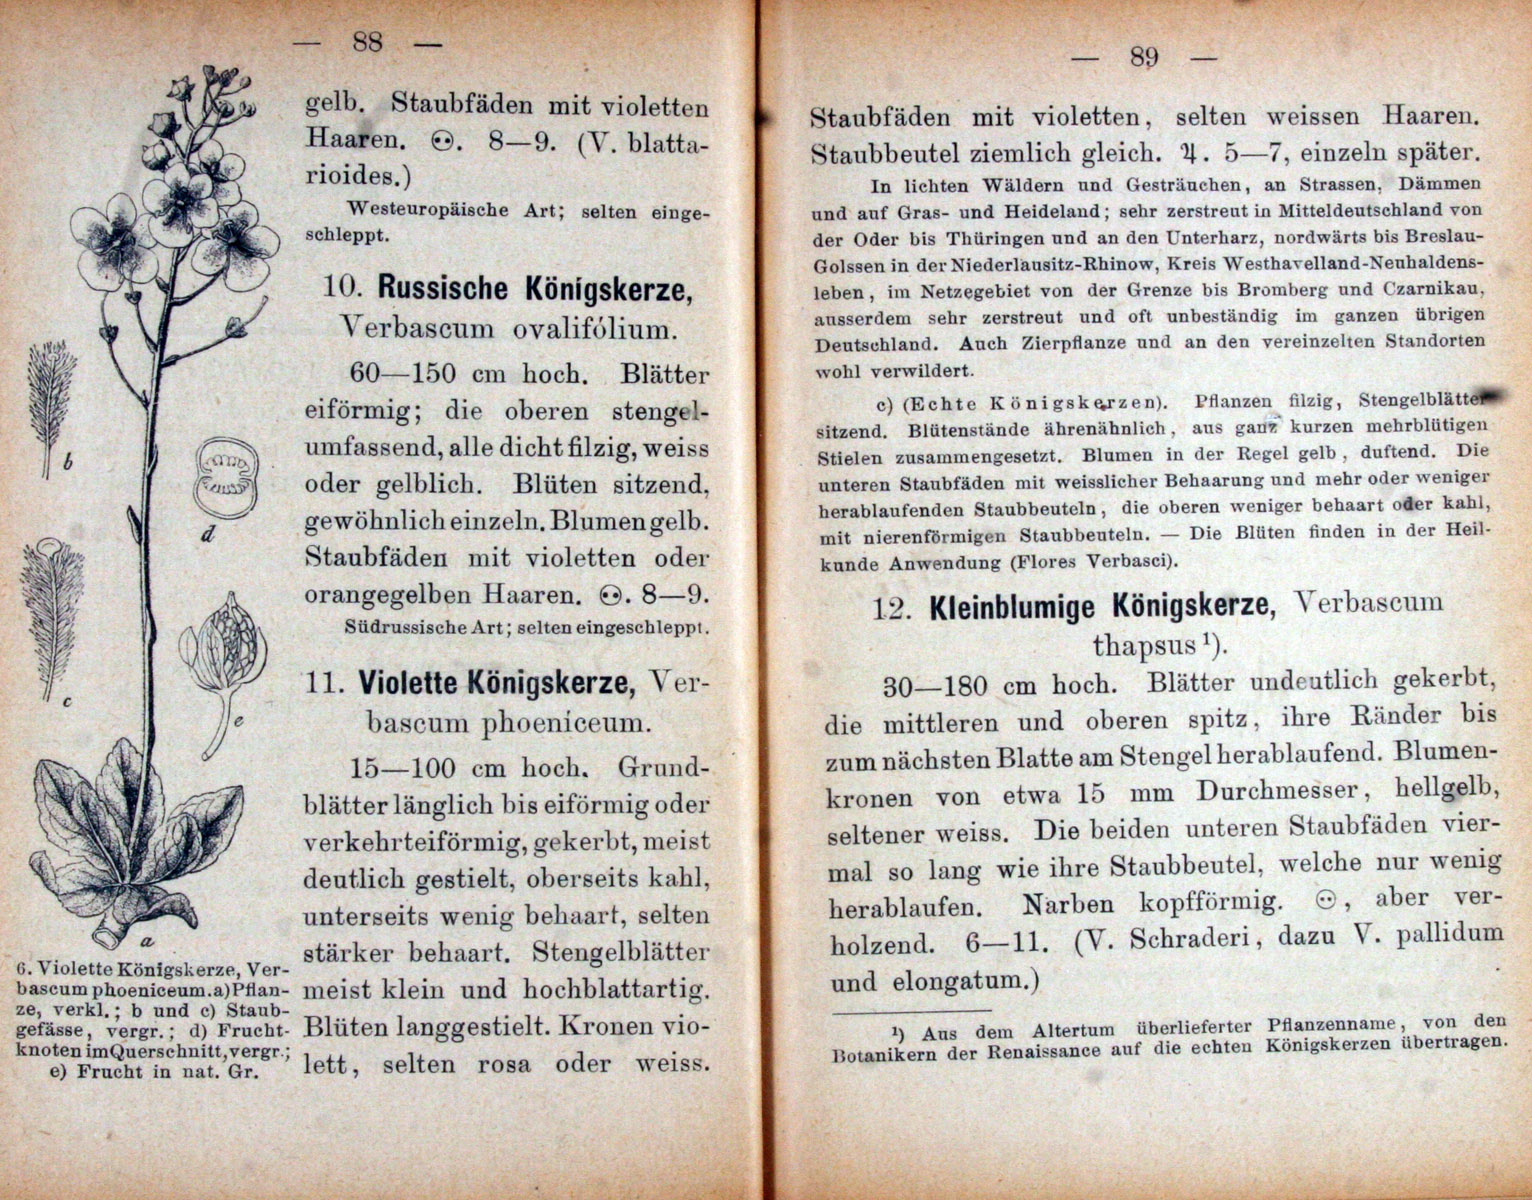 — 88 —
gelb. Staubfäden mit violetten
Haaren. ⊙. 8—9. (V. blatta-
rioides.)
Westeuropäische Art; selten einge-
schleppt.
10. Russische Königskerze,
Verbascum ovalifólium.
60—150 cm hoch. Blätter
eiförmig; die oberen stengel-
umfassend, alle dicht filzig, weiss
oder gelblich. Blüten sitzend,
gewöhnlich einzeln. Blumen gelb.
Staubfäden mit violetten oder
orangegelben Haaren. ⊙. 8—9.
Südrussische Art; selten eingeschleppt.
11. Violette Königskerze, Ver-
bascum phoeniceum.
15—100 cm hoch. Grund-
blätter länglich bis eiförmig oder
verkehrteiförmig, gekerbt, meist
deutlich gestielt, oberseits kahl,
unterseits wenig behaart, selten
stärker behaart. Stengelblätter
meist klein und hochblattartig.
Blüten langgestielt. Kronen vio-
lett, selten rosa oder weiss.
b
d
c
e
a
6. Violette Königskerze, Ver-
bascum phoeniceum. a) Pflan-
ze, verkl.; b und c) Staub-
gefässe, vergr.; d) Frucht-
knoten im Querschnitt, vergr.;
e) Frucht in nat. Gr.
— 89 —
Staubfäden mit violetten, selten weissen Haaren.
Staubbeutel ziemlich gleich. ♃. 5—7, einzeln später.
In lichten Wäldern und Gesträuchen, an Strassen, Dämmen
und auf Gras- und Heideland; sehr zerstreut in Mitteldeutschland von
der Oder bis Thüringen und an den Unterharz, nordwärts bis Breslau-
Golssen in der Niederlausitz-Rhinow, Kreis Westhavelland-Neuhaldens-
leben, im Netzegebiet von der Grenze bis Bromberg und Czarnikau,
ausserdem sehr zerstreut und oft unbeständig im ganzen übrigen
Deutschland. Auch Zierpflanze und an den vereinzelten Standorten
wohl verwildert.
c) (Echte Königskerzen). Pflanzen filzig, Stengelblätter
sitzend. Blütenstände ährenähnlich, aus ganz kurzen mehrblütigen
Stielen zusammengesetzt. Blumen in der Regel gelb, duftend. Die
unteren Staubfäden mit weisslicher Behaarung und mehr oder weniger
herablaufenden Staubbeuteln, die oberen weniger behaart oder kahl,
mit nierenförmigen Staubbeuteln. — Die Blüten finden in der Heil-
kunde Anwendung (Flores Verbasci).
12. Kleinblumige Königskerze, Verbascum
thapsus ¹).
30—180 cm hoch. Blätter undeutlich gekerbt,
die mittleren und oberen spitz, ihre Ränder bis
zum nächsten Blatte am Stengel herablaufend. Blumen-
kronen von etwa 15 mm Durchmesser, hellgelb,
seltener weiss. Die beiden unteren Staubfäden vier-
mal so lang wie ihre Staubbeutel, welche nur wenig
herablaufen. Narben kopfförmig. ⊙, aber ver-
holzend. 6—11. (V. Schraderi, dazu V. pallidum
und elongatum.)
¹) Aus dem Altertum überlieferter Pflanzenname, von den
Botanikern der Renaissance auf die echten Königskerzen übertragen.